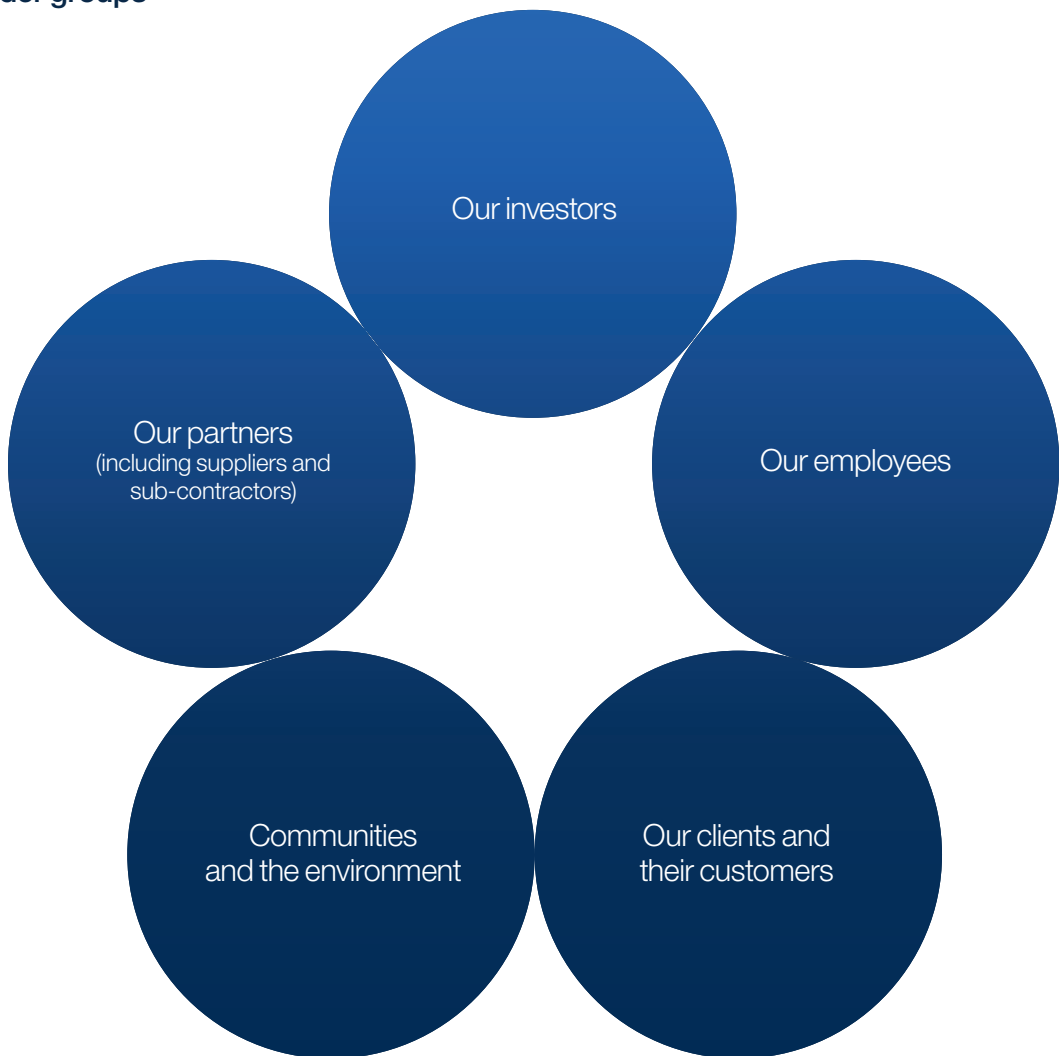 groups
Our investors
Our partners
(including suppliers and
sub-contractors)
Our employees
Communities
and the environment
Our clients and
their customers